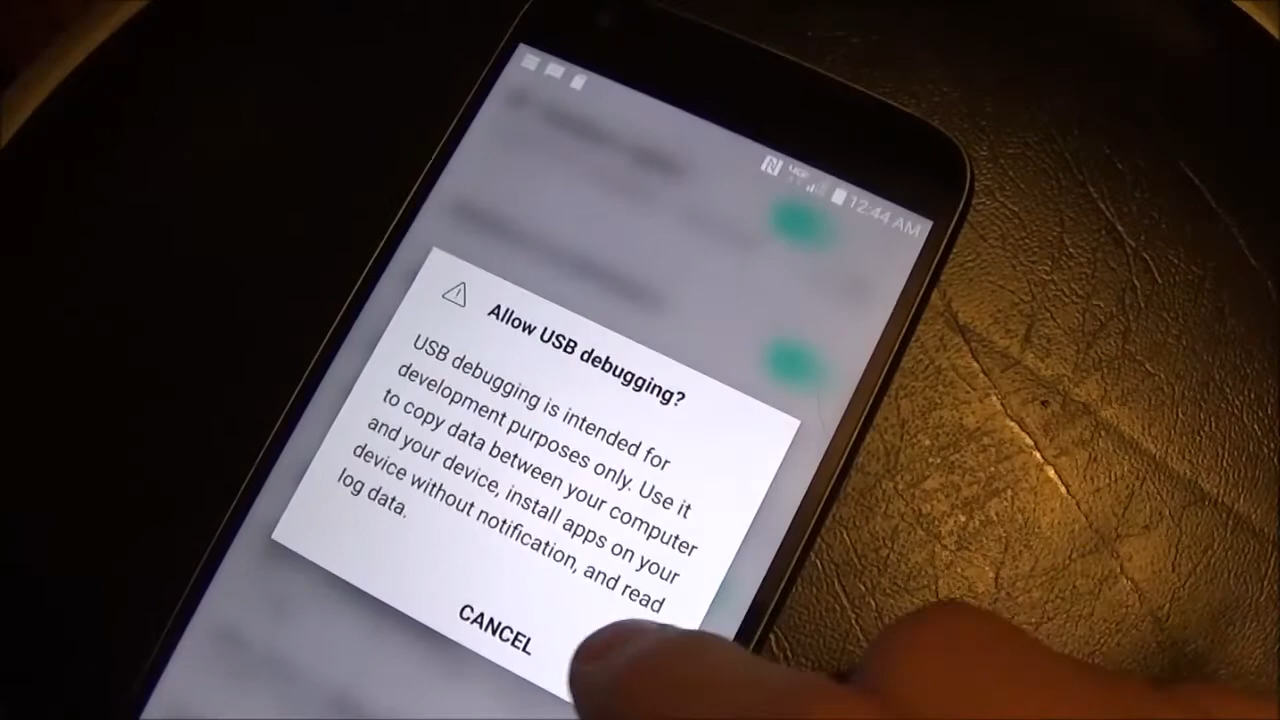 12:44 AM
Allow USB debugging?
USB debugging is intended for
development purposes only. Use it
to copy data between your computer
and your device, install apps on your
device without notification, and read
log data.
CANCEL